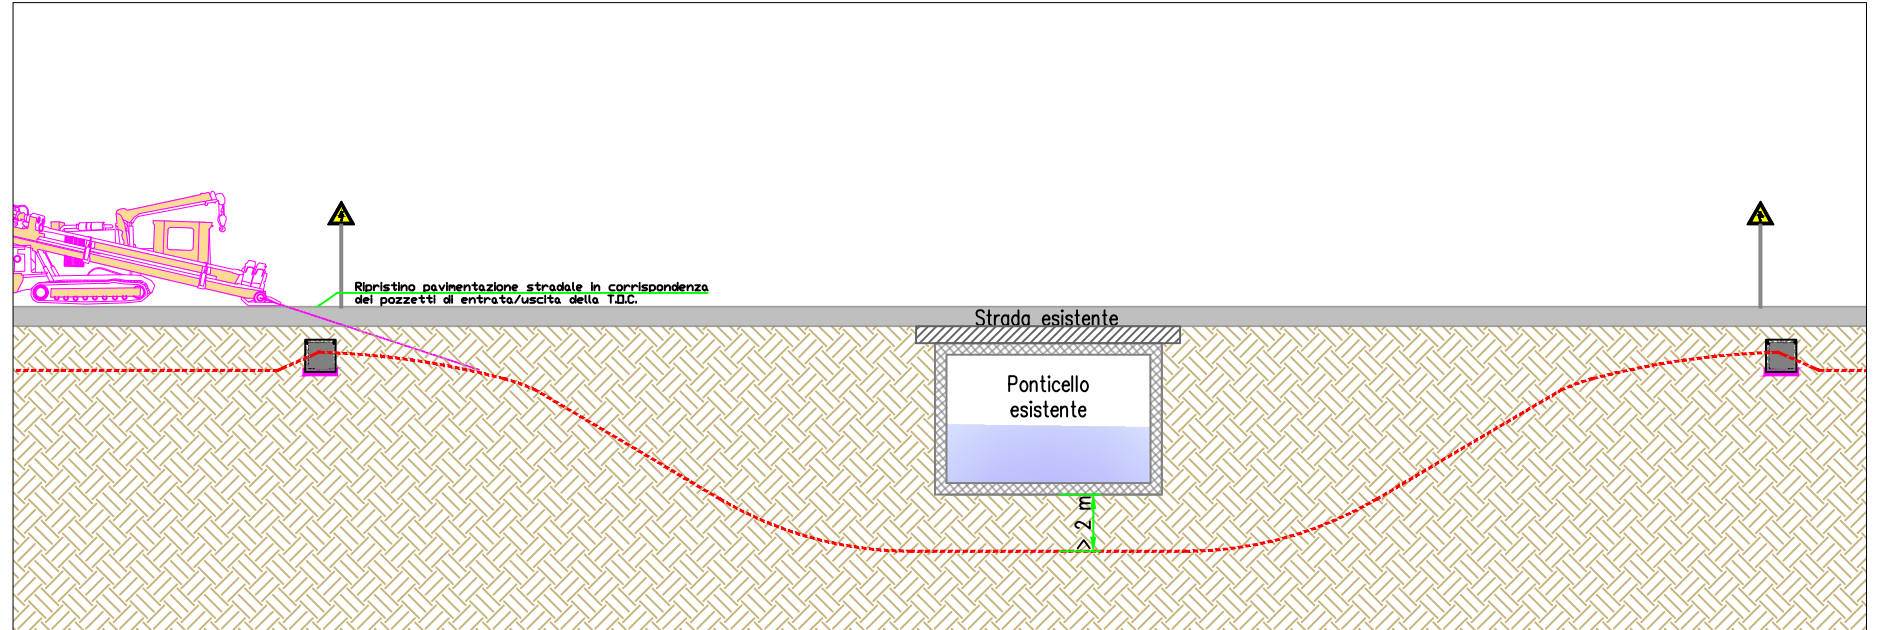 Ripristino pavimentazione stradale in corrispondenza
dei pozzetti di entrata/uscita della T.O.C.
Strada esistente
Ponticello
esistente
> 2 m